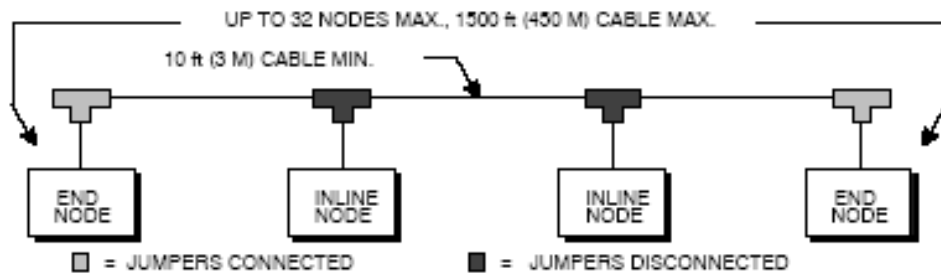 UP TO 32 NODES MAX., 1500 ft (450 M) CABLE MAX.
10 ft (3 M) CABLE MIN.
END
NODE
INLINE
NODE
INLINE
NODE
END
NODE
= JUMPERS CONNECTED
= JUMPERS DISCONNECTED